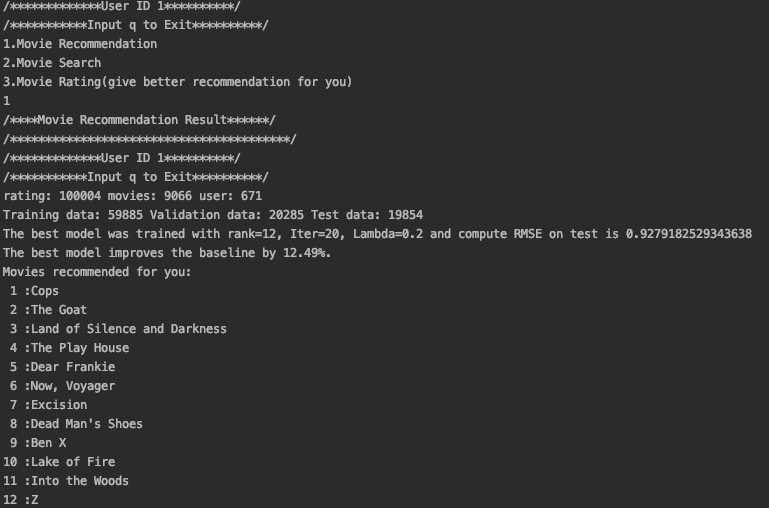 /*************User ID 1**********/
/***********Input q to Exit**********/
1.Movie Recommendation
2.Movie Search
3.Movie Rating(give better recommendation for you)
1
/****Movie Recommendation Result******/
/****************************************/
/*************User ID 1**********/
/***********Input q to Exit**********/
rating: 100004 movies: 9066 user: 671
Training data: 59885 Validation data: 20285 Test data: 19854
The best model was trained with rank=12, Iter=20, Lambda=0.2 and compute RMSE on test is 0.9279182529343638
The best model improves the baseline by 12.49%.
Movies recommended for you:
 1 :Cops
 2 :The Goat
 3 :Land of Silence and Darkness
 4 :The Play House
 5 :Dear Frankie
 6 :Now, Voyager
 7 :Excision
 8 :Dead Man's Shoes
 9 :Ben X
10 :Lake of Fire
11 :Into the Woods
12 :Z